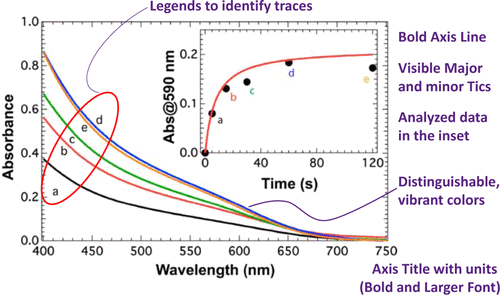 Legends to identify traces
Bold Axis Line
Visible Major
and minor Tics
Analyzed data
in the inset
Distinguishable,
vibrant colors
Axis Title with units
(Bold and Larger Font)
Absorbance
0.8
0.6
0.4
0.2
0.0
a
b
c
e
d
400 450 500 550 600 650 700 750
Wavelength (nm)
Abs@590 nm
0.2
0.1
0.0
a
b
c
d
e
0 40 80 120
Time (s)